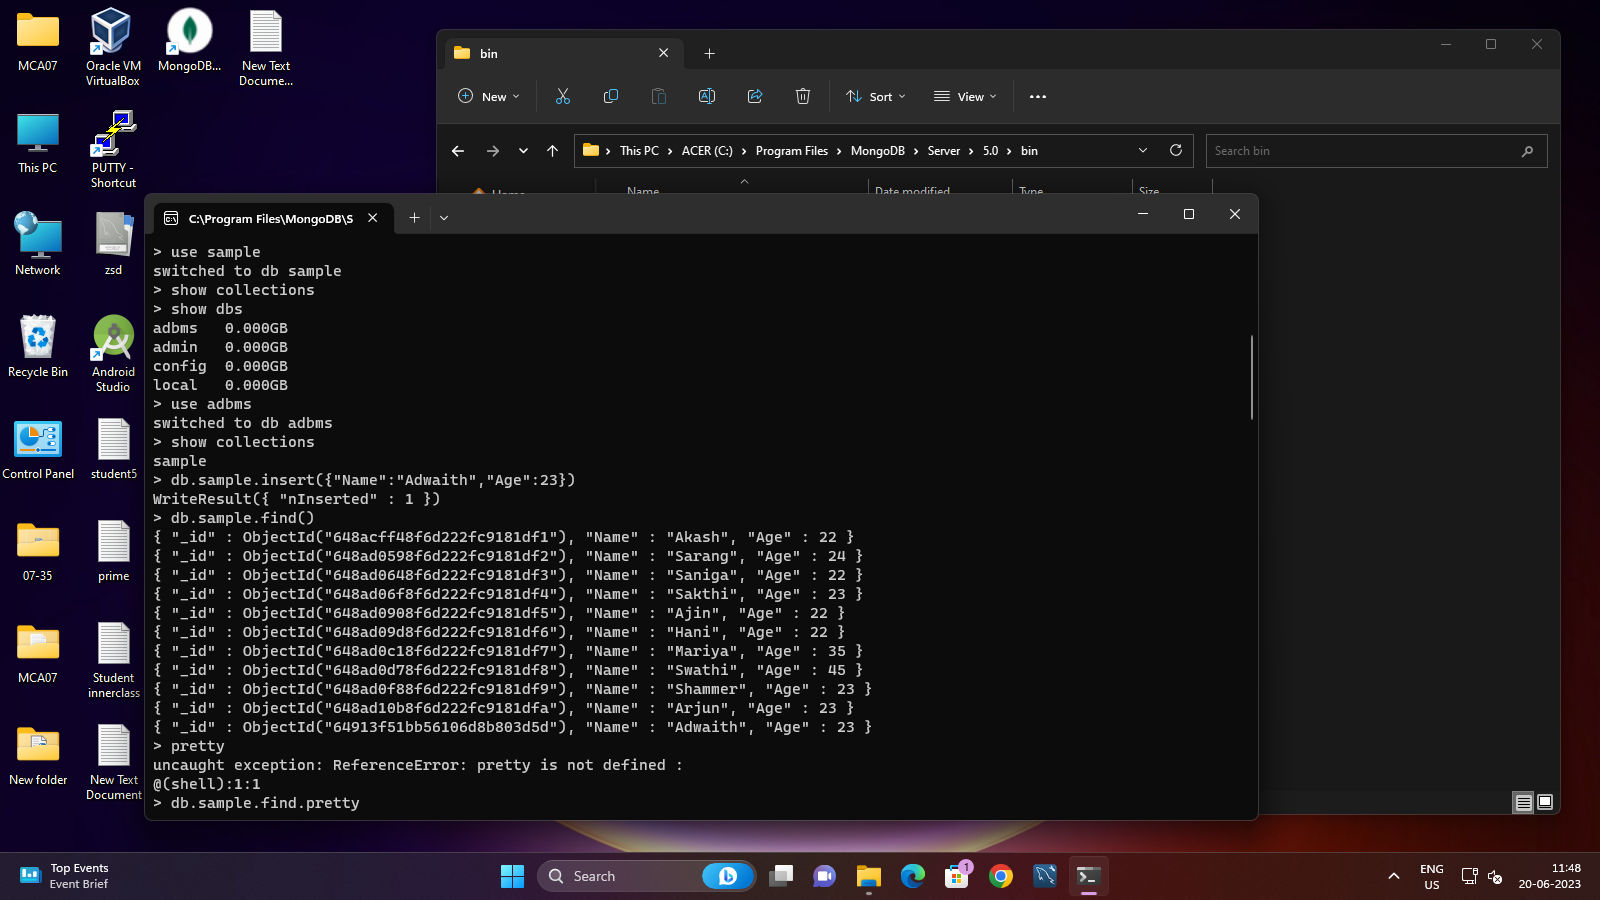 MCA07
Oracle VM
VirtualBox
MongoDB...
New Text
Docume...
This PC
PUTTY -
Shortcut
Network
zsd
Recycle Bin
Android
Studio
Control Panel
student5
07-35
prime
MCA07
Student
innerclass
New folder
New Text
Document
bin
New
Sort
View
This PC > ACER (C:) > Program Files > MongoDB > Server > 5.0 > bin
Search bin
Home
Name
Date modified
Type
Size
C:\Program Files\MongoDB\S
> use sample
switched to db sample
> show collections
> show dbs
adbms   0.000GB
admin   0.000GB
config  0.000GB
local   0.000GB
> use adbms
switched to db adbms
> show collections
sample
> db.sample.insert({"Name":"Adwaith","Age":23})
WriteResult({ "nInserted" : 1 })
> db.sample.find()
{ "_id" : ObjectId("648acff48f6d222fc9181df1"), "Name" : "Akash", "Age" : 22 }
{ "_id" : ObjectId("648ad0598f6d222fc9181df2"), "Name" : "Sarang", "Age" : 24 }
{ "_id" : ObjectId("648ad0648f6d222fc9181df3"), "Name" : "Saniga", "Age" : 22 }
{ "_id" : ObjectId("648ad06f8f6d222fc9181df4"), "Name" : "Sakthi", "Age" : 23 }
{ "_id" : ObjectId("648ad0908f6d222fc9181df5"), "Name" : "Ajin", "Age" : 22 }
{ "_id" : ObjectId("648ad09d8f6d222fc9181df6"), "Name" : "Hani", "Age" : 22 }
{ "_id" : ObjectId("648ad0c18f6d222fc9181df7"), "Name" : "Mariya", "Age" : 35 }
{ "_id" : ObjectId("648ad0d78f6d222fc9181df8"), "Name" : "Swathi", "Age" : 45 }
{ "_id" : ObjectId("648ad0f88f6d222fc9181df9"), "Name" : "Shammer", "Age" : 23 }
{ "_id" : ObjectId("648ad10b8f6d222fc9181dfa"), "Name" : "Arjun", "Age" : 23 }
{ "_id" : ObjectId("64913f51bb56106d8b803d5d"), "Name" : "Adwaith", "Age" : 23 }
> pretty
uncaught exception: ReferenceError: pretty is not defined :
@(shell):1:1
> db.sample.find.pretty
Top Events
Event Brief
Search
1
ENG
US
11:48
20-06-2023